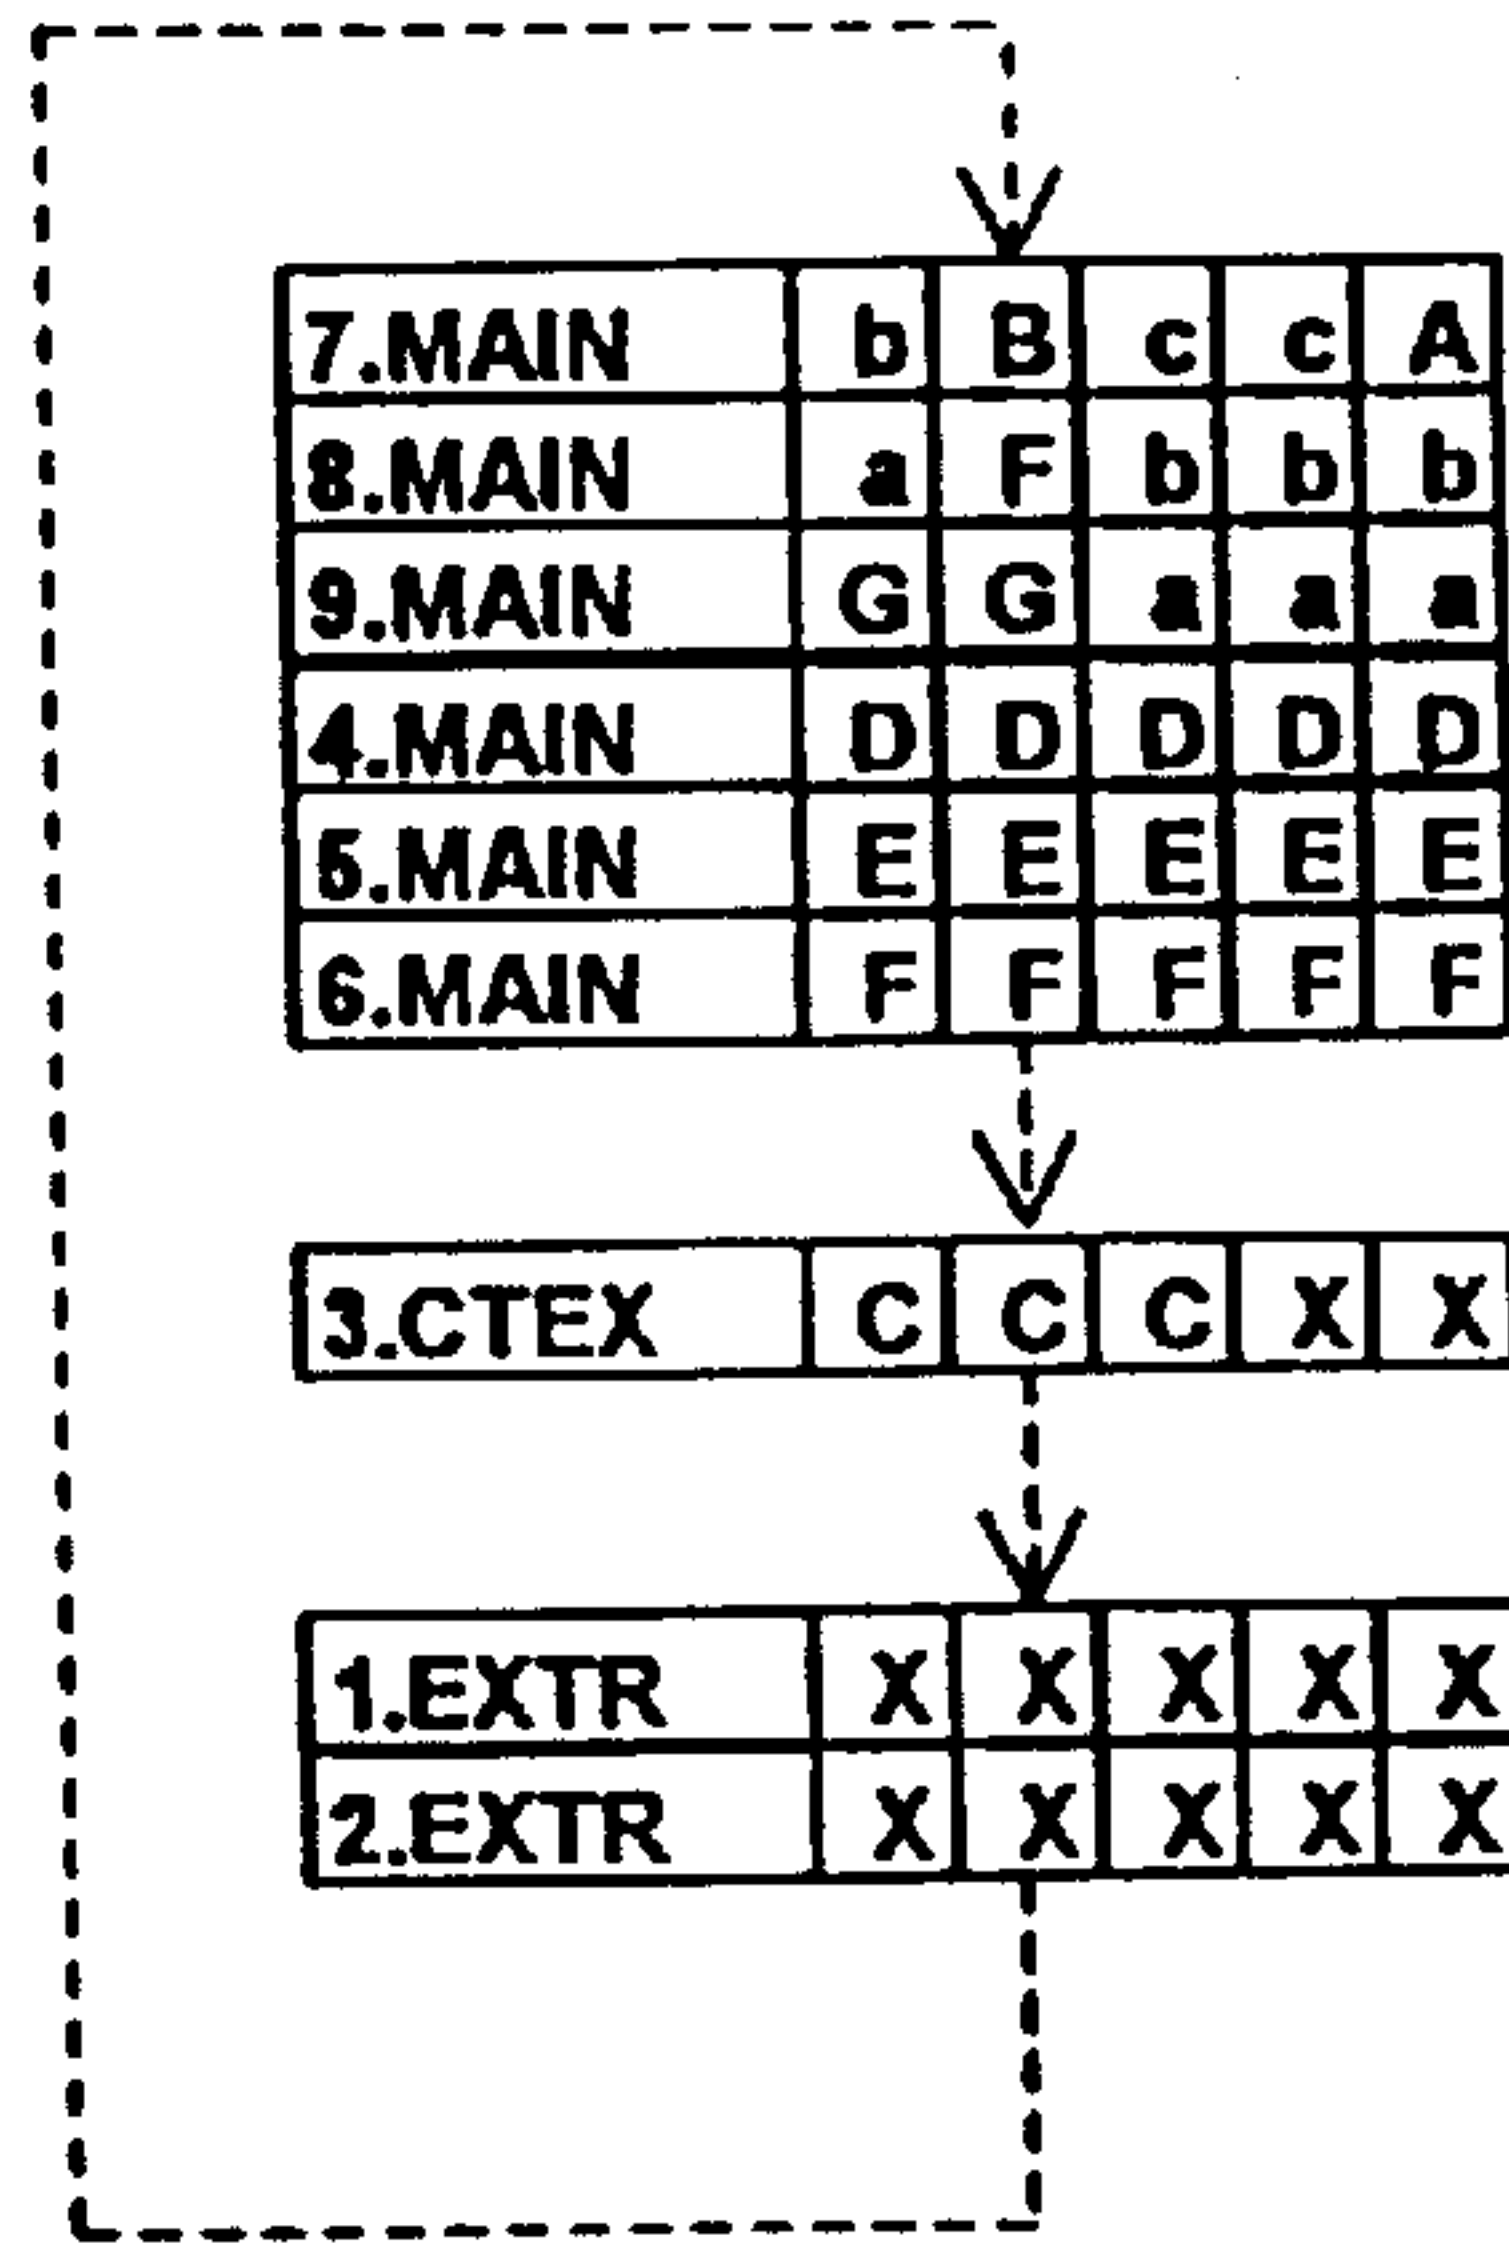 7.MAIN b B c c A
8.MAIN a F b b b
9.MAIN G G a a a
4.MAIN D D D D D
5.MAIN E E E E E
6.MAIN F F F F F
3.CTEX C C C X X
1.EXTR X X X X X
2.EXTR X X X X X